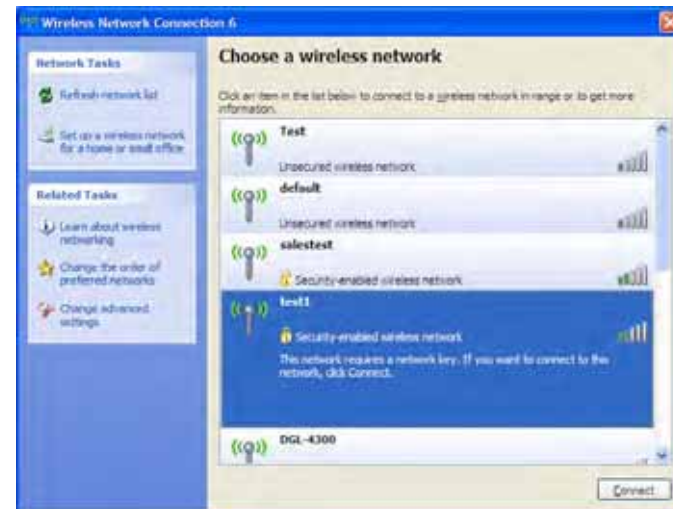 Wireless Network Connection 6
Network Tasks
Refresh network list
Set up a wireless network
for a home or small office
Related Tasks
Learn about wireless
networking
Change the order of
preferred networks
Change advanced
settings
Choose a wireless network
Click an item in the list below to connect to a wireless network in range or to get more
information.
Test
Unsecured wireless network
default
Unsecured wireless network
salestest
Security-enabled wireless network
test1
Security-enabled wireless network
This network requires a network key. If you want to connect to this
network, click Connect.
DGL-4300
Connect